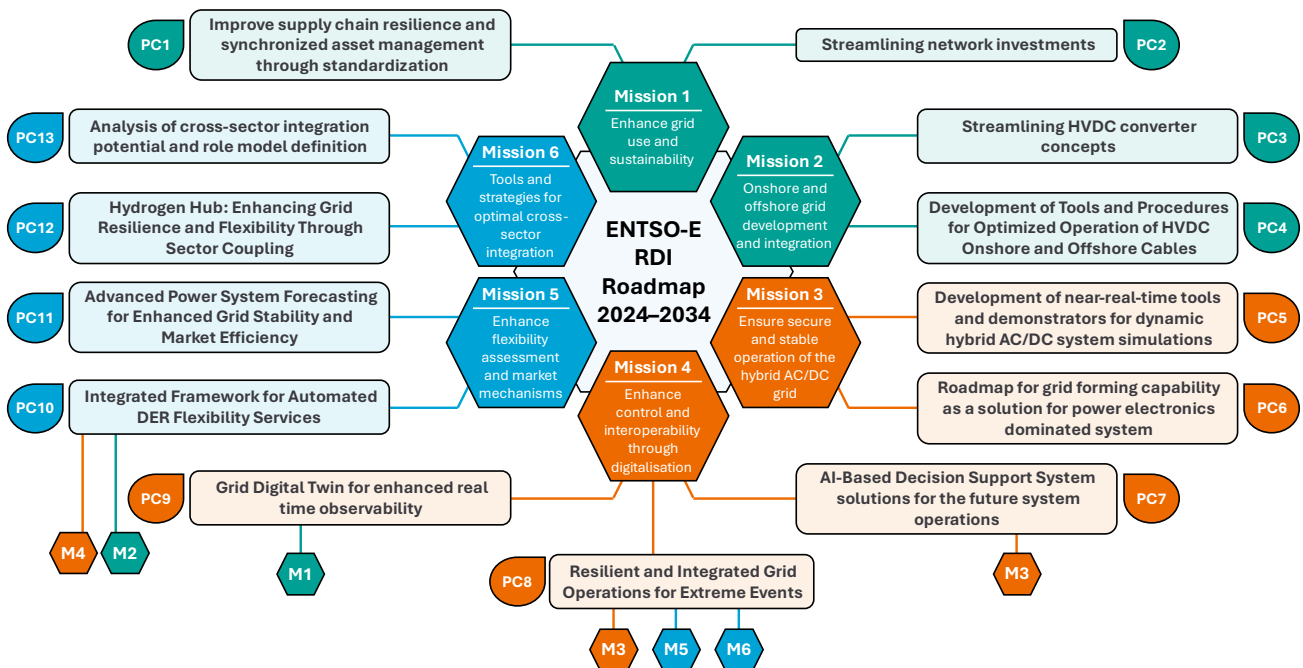 PC1
Improve supply chain resilience and
synchronized asset management
through standardization
Streamlining network investments
PC2
Mission 1
Enhance grid
use and
sustainability
PC13
Analysis of cross-sector integration
potential and role model definition
Streamlining HVDC converter
concepts
PC3
Mission 6
Tools and
strategies for
optimal cross-
sector
integration
Mission 2
Onshore and
offshore grid
development
and integration
PC12
Hydrogen Hub: Enhancing Grid
Resilience and Flexibility Through
Sector Coupling
ENTSO-E
RDI
Roadmap
2024–2034
Development of Tools and Procedures
for Optimized Operation of HVDC
Onshore and Offshore Cables
PC4
PC11
Advanced Power System Forecasting
for Enhanced Grid Stability and
Market Efficiency
Mission 5
Enhance
flexibility
assessment
and market
mechanisms
Mission 3
Ensure secure
and stable
operation of the
hybrid AC/DC
grid
Development of near-real-time tools
and demonstrators for dynamic
hybrid AC/DC system simulations
PC5
Mission 4
Enhance
control and
interoperability
through
digitalisation
PC10
Integrated Framework for Automated
DER Flexibility Services
Roadmap for grid forming capability
as a solution for power electronics
dominated system
PC6
PC9
Grid Digital Twin for enhanced real
time observability
AI-Based Decision Support System
solutions for the future system
operations
PC7
M4
M2
M1
PC8
Resilient and Integrated Grid
Operations for Extreme Events
M3
M3
M5
M6